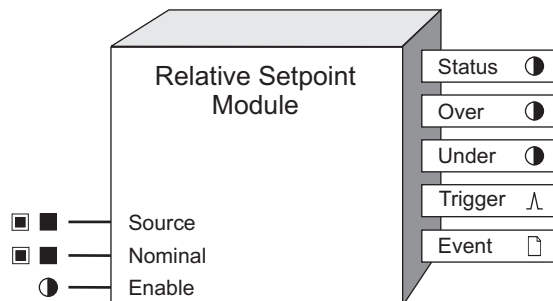 Relative Setpoint
Module
Status
Over
Under
Trigger
Event
Source
Nominal
Enable